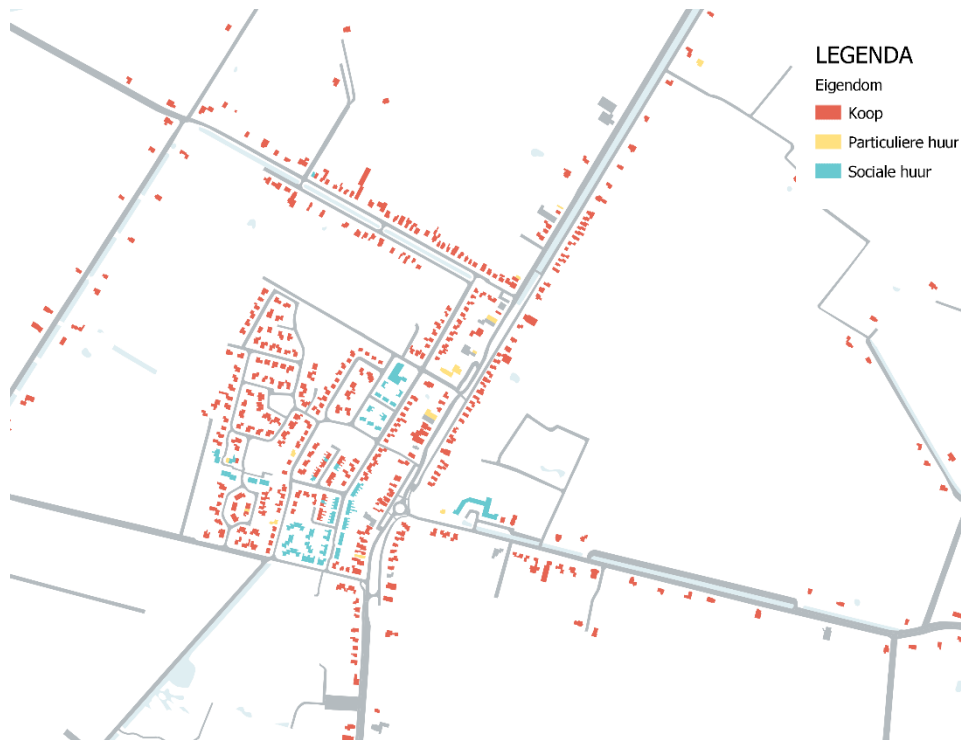 LEGENDA
Eigendom
Koop
Particuliere huur
Sociale huur